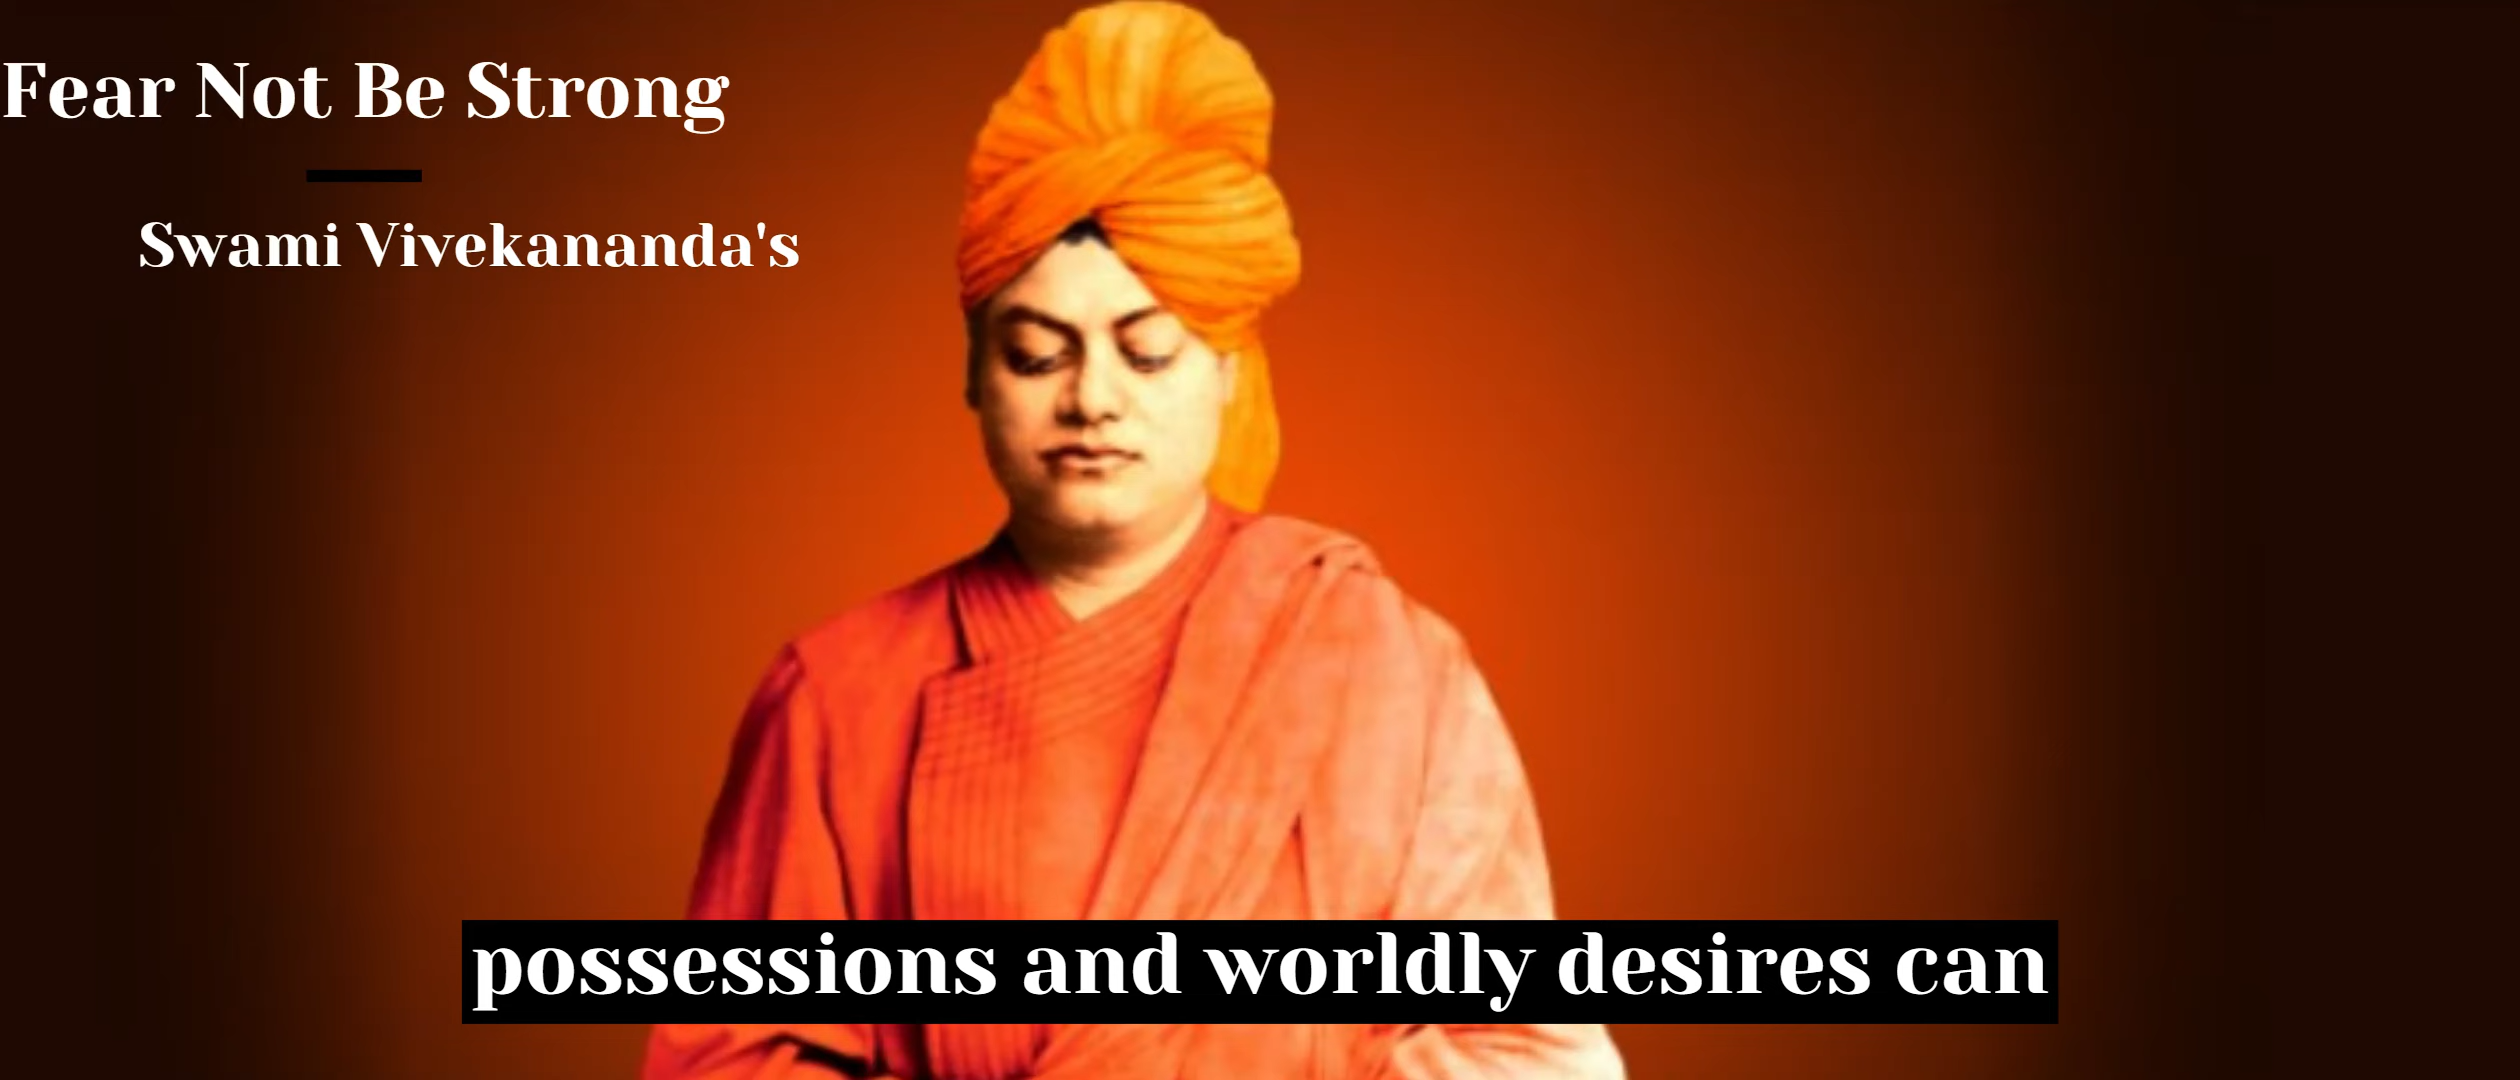 Fear Not Be Strong
Swami Vivekananda's
possessions and worldly desires can